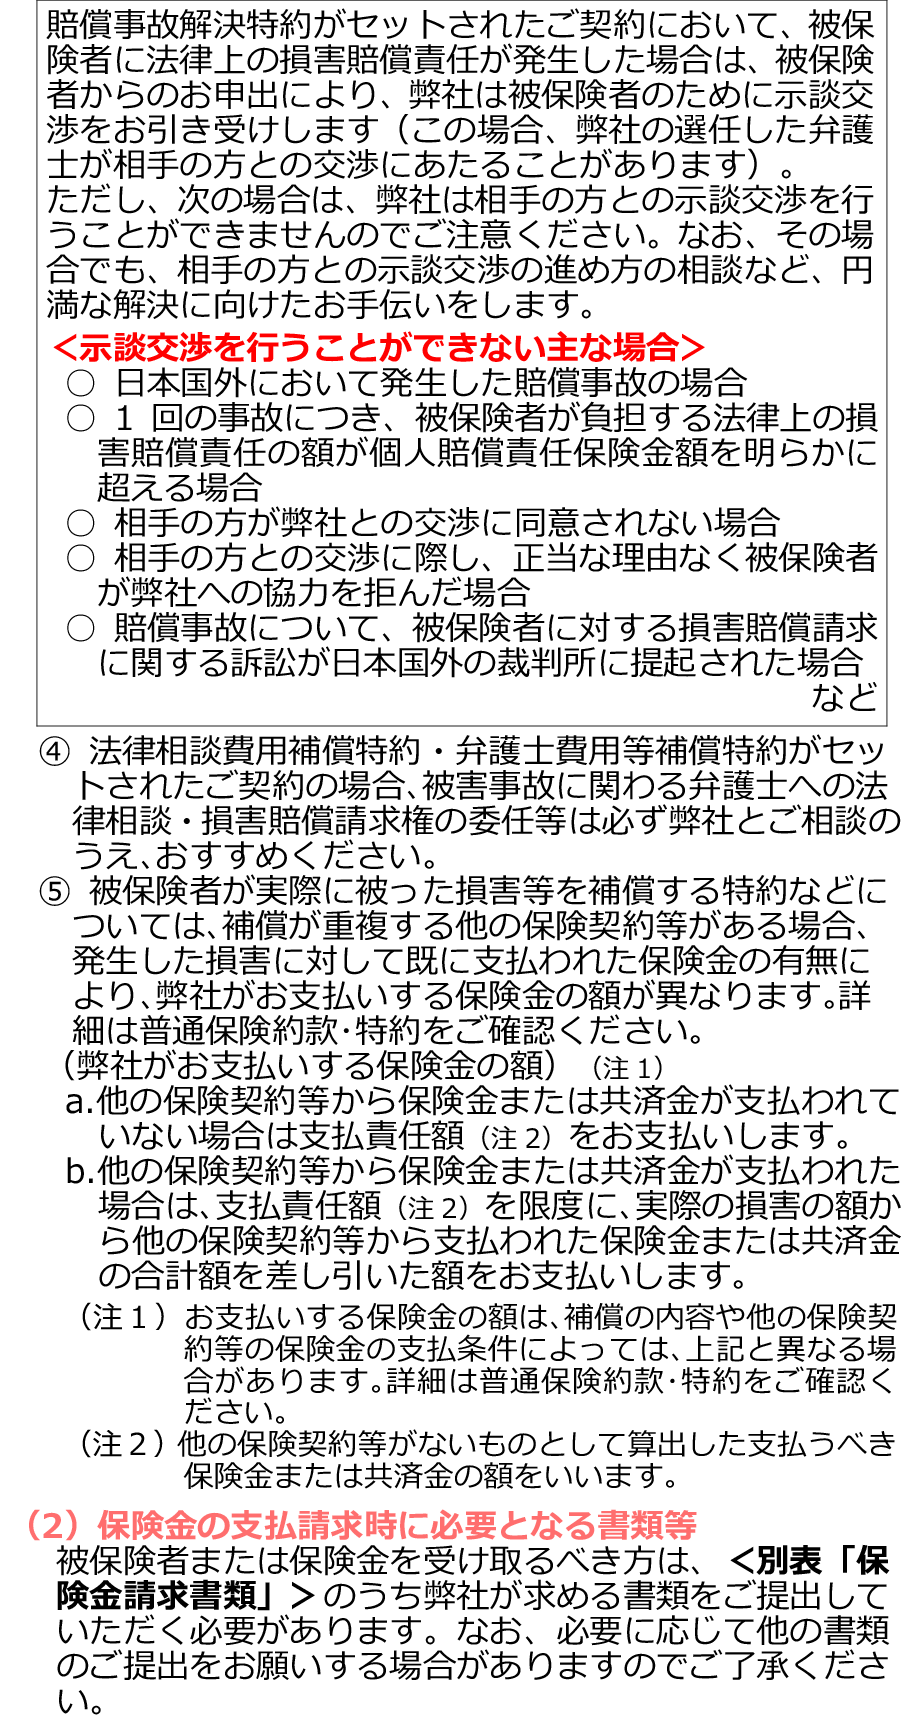 賠償事故解決特約がセットされたご契約において、被保
険者に法律上の損害賠償責任が発生した場合は、被保険
者からのお申出により、弊社は被保険者のために示談交
渉をお引き受けします（この場合、弊社の選任した弁護
士が相手の方との交渉にあたることがあります）。
ただし、次の場合は、弊社は相手の方との示談交渉を行
うことができませんのでご注意ください。なお、その場
合でも、相手の方との示談交渉の進め方の相談など、円
満な解決に向けたお手伝いをします。
＜示談交渉を行うことができない主な場合＞
○ 日本国外において発生した賠償事故の場合
○ 1 回の事故につき、被保険者が負担する法律上の損
害賠償責任の額が個人賠償責任保険金額を明らかに
超える場合
○ 相手の方が弊社との交渉に同意されない場合
○ 相手の方との交渉に際し、正当な理由なく被保険者
が弊社への協力を拒んだ場合
○ 賠償事故について、被保険者に対する損害賠償請求
に関する訴訟が日本国外の裁判所に提起された場合
など
④ 法律相談費用補償特約・弁護士費用等補償特約がセッ
トされたご契約の場合、被害事故に関わる弁護士への法
律相談・損害賠償請求権の委任等は必ず弊社とご相談の
うえ、おすすめください。
⑤ 被保険者が実際に被った損害等を補償する特約などに
ついては、補償が重複する他の保険契約等がある場合、
発生した損害に対して既に支払われた保険金の有無に
より、弊社がお支払いする保険金の額が異なります。詳
細は普通保険約款・特約をご確認ください。
（弊社がお支払いする保険金の額）（注 1）
a.他の保険契約等から保険金または共済金が支払われて
いない場合は支払責任額（注 2）をお支払いします。
b.他の保険契約等から保険金または共済金が支払われた
場合は、支払責任額（注 2）を限度に、実際の損害の額か
ら他の保険契約等から支払われた保険金または共済金
の合計額を差し引いた額をお支払いします。
（注１）お支払いする保険金の額は、補償の内容や他の保険契
約等の保険金の支払条件によっては、上記と異なる場
合があります。詳細は普通保険約款・特約をご確認く
ださい。
（注２）他の保険契約等がないものとして算出した支払うべき
保険金または共済金の額をいいます。
（2）保険金の支払請求時に必要となる書類等
被保険者または保険金を受け取るべき方は、＜別表「保
険金請求書類」＞のうち弊社が求める書類をご提出して
いただく必要があります。なお、必要に応じて他の書類
のご提出をお願いする場合がありますのでご了承くださ
い。